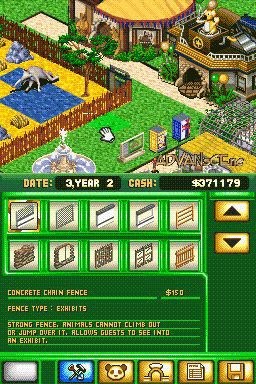 ADVANsCEne
DATE: 3,YEAR 2 CASH: $371179
CONCRETE CHAIN FENCE $150
FENCE TYPE : EXHIBITS
STRONG FENCE. ANIMALS CANNOT CLIMB OUT
OR JUMP OVER IT. ALLOWS GUESTS TO SEE INTO
AN EXHIBIT.